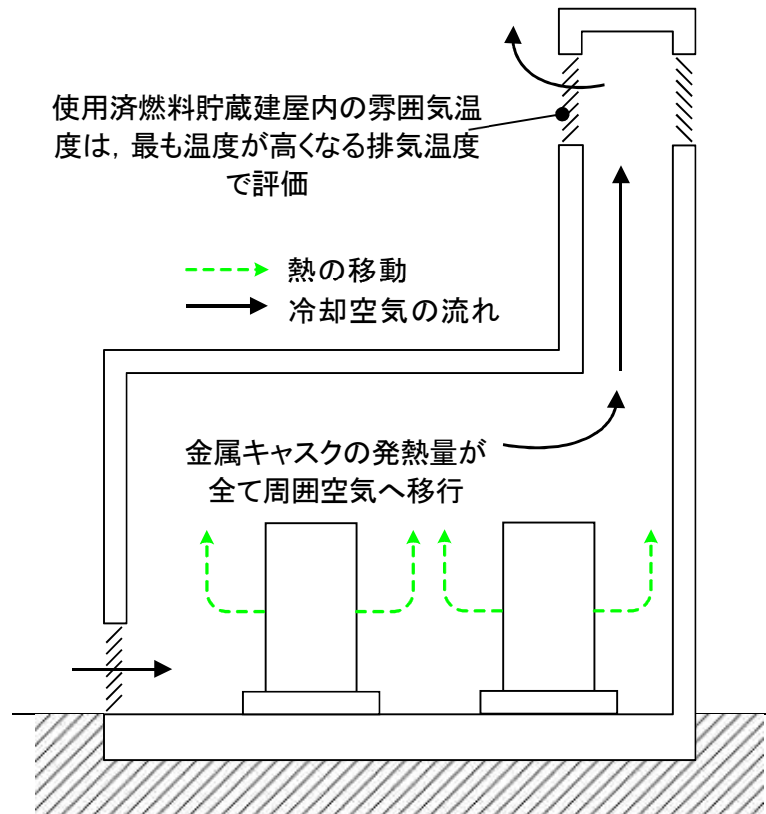 使用済燃料貯蔵建屋内の雰囲気温
度は，最も温度が高くなる排気温度
で評価
熱の移動
冷却空気の流れ
金属キャスクの発熱量が
全て周囲空気へ移行